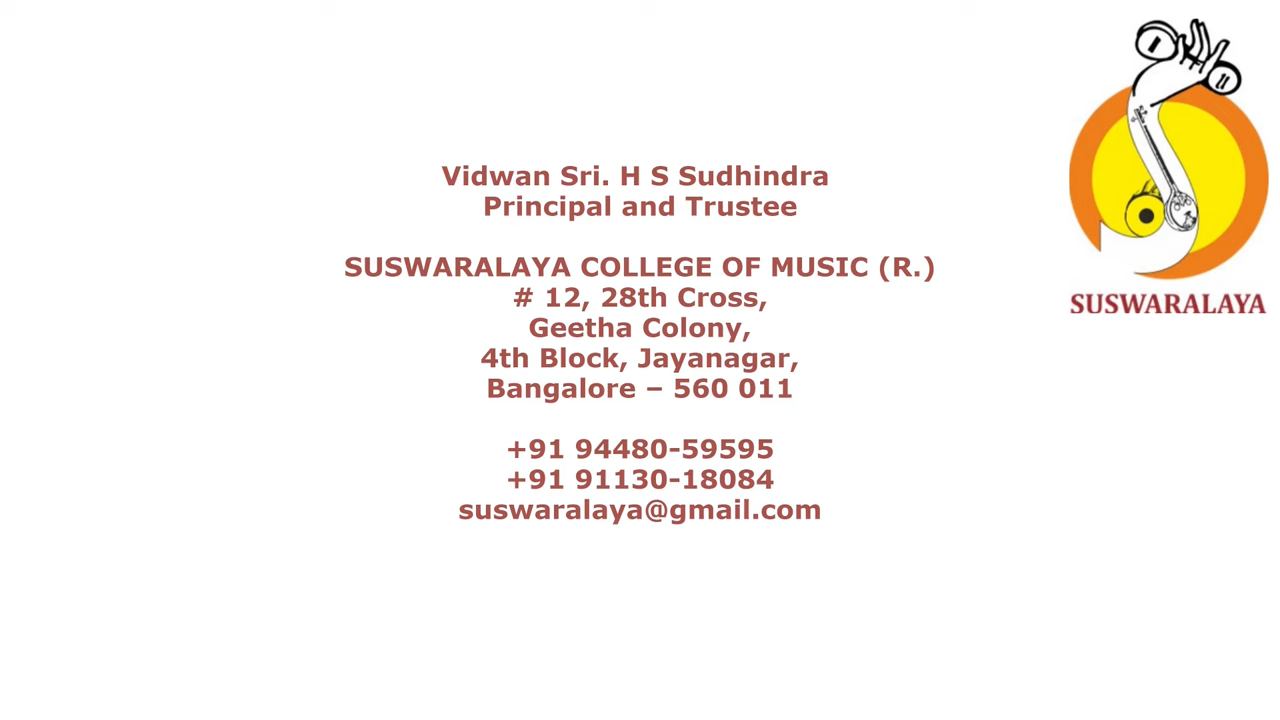 Vidwan Sri. H S Sudhindra
Principal and Trustee
SUSWARALAYA COLLEGE OF MUSIC (R.)
# 12, 28th Cross,
Geetha Colony,
4th Block, Jayanagar,
Bangalore – 560 011
+91 94480-59595
+91 91130-18084
suswaralaya@gmail.com
SUSWARALAYA